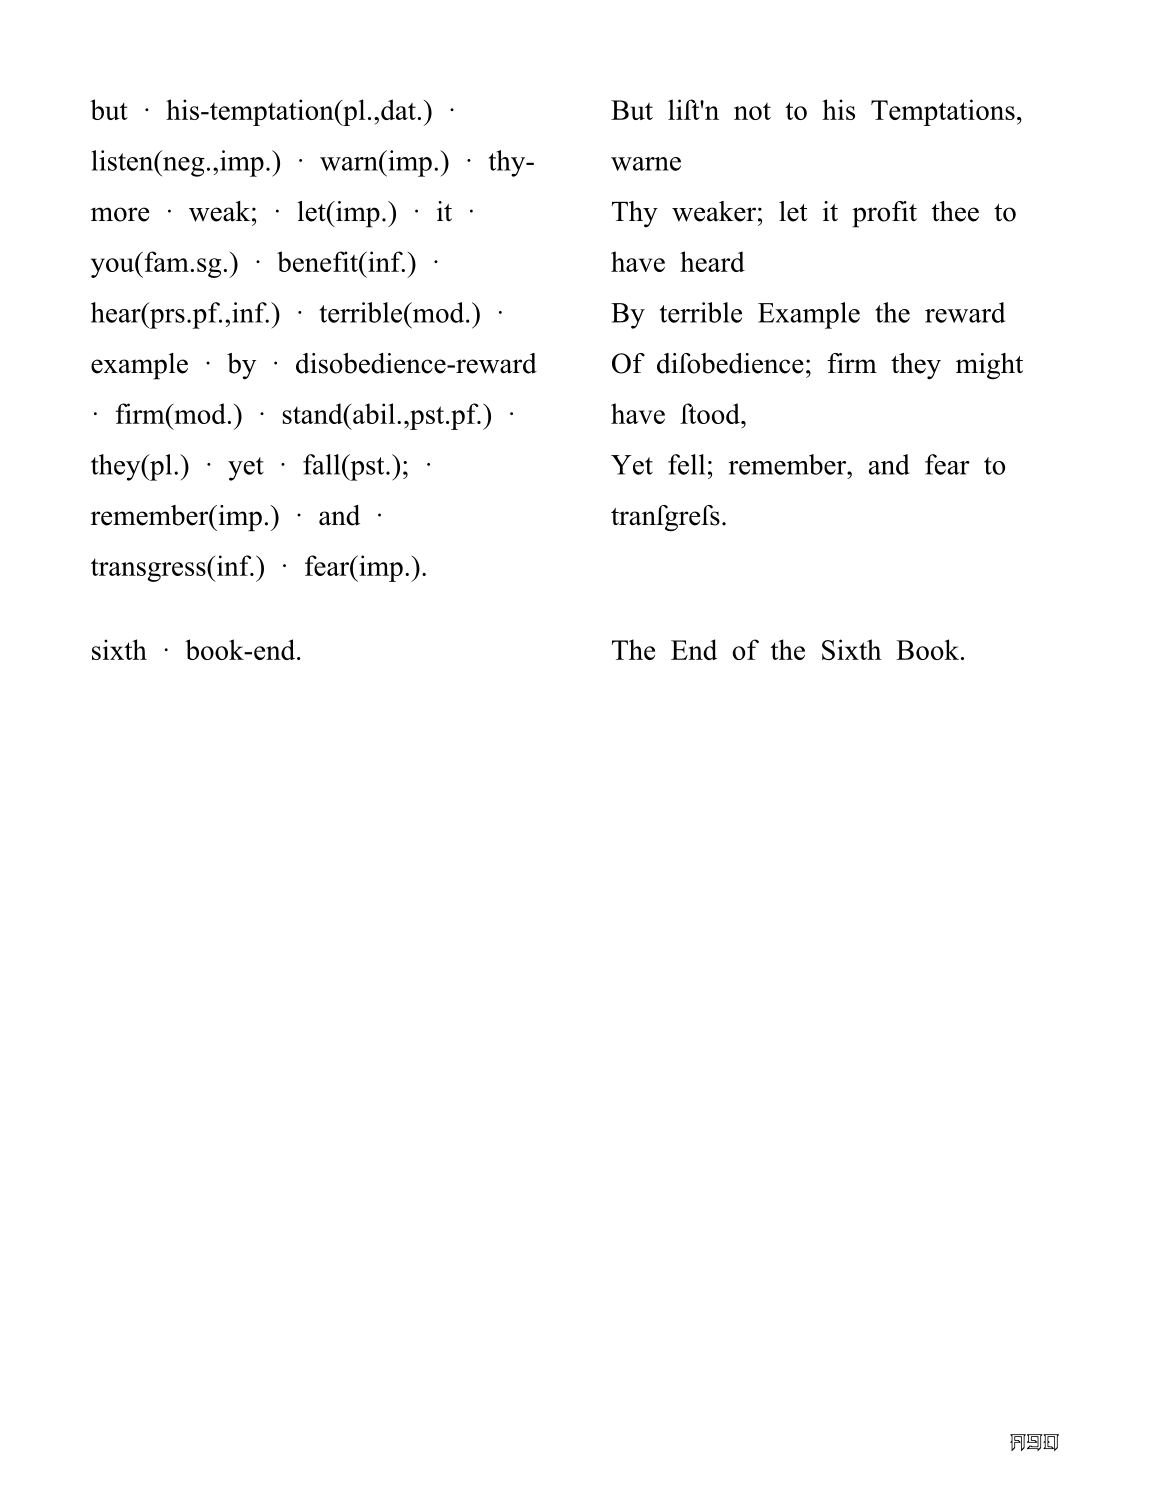 but · his-temptation(pl.,dat.) ·
listen(neg.,imp.) · warn(imp.) · thy-
more · weak; · let(imp.) · it ·
you(fam.sg.) · benefit(inf.) ·
hear(prs.pf.,inf.) · terrible(mod.) ·
example · by · disobedience-reward
· firm(mod.) · stand(abil.,pst.pf.) ·
they(pl.) · yet · fall(pst.); ·
remember(imp.) · and ·
transgress(inf.) · fear(imp.).
sixth · book-end.
But liſt'n not to his Temptations,
warne
Thy weaker; let it profit thee to
have heard
By terrible Example the reward
Of diſobedience; firm they might
have ſtood,
Yet fell; remember, and fear to
tranſgreſs.
The End of the Sixth Book.